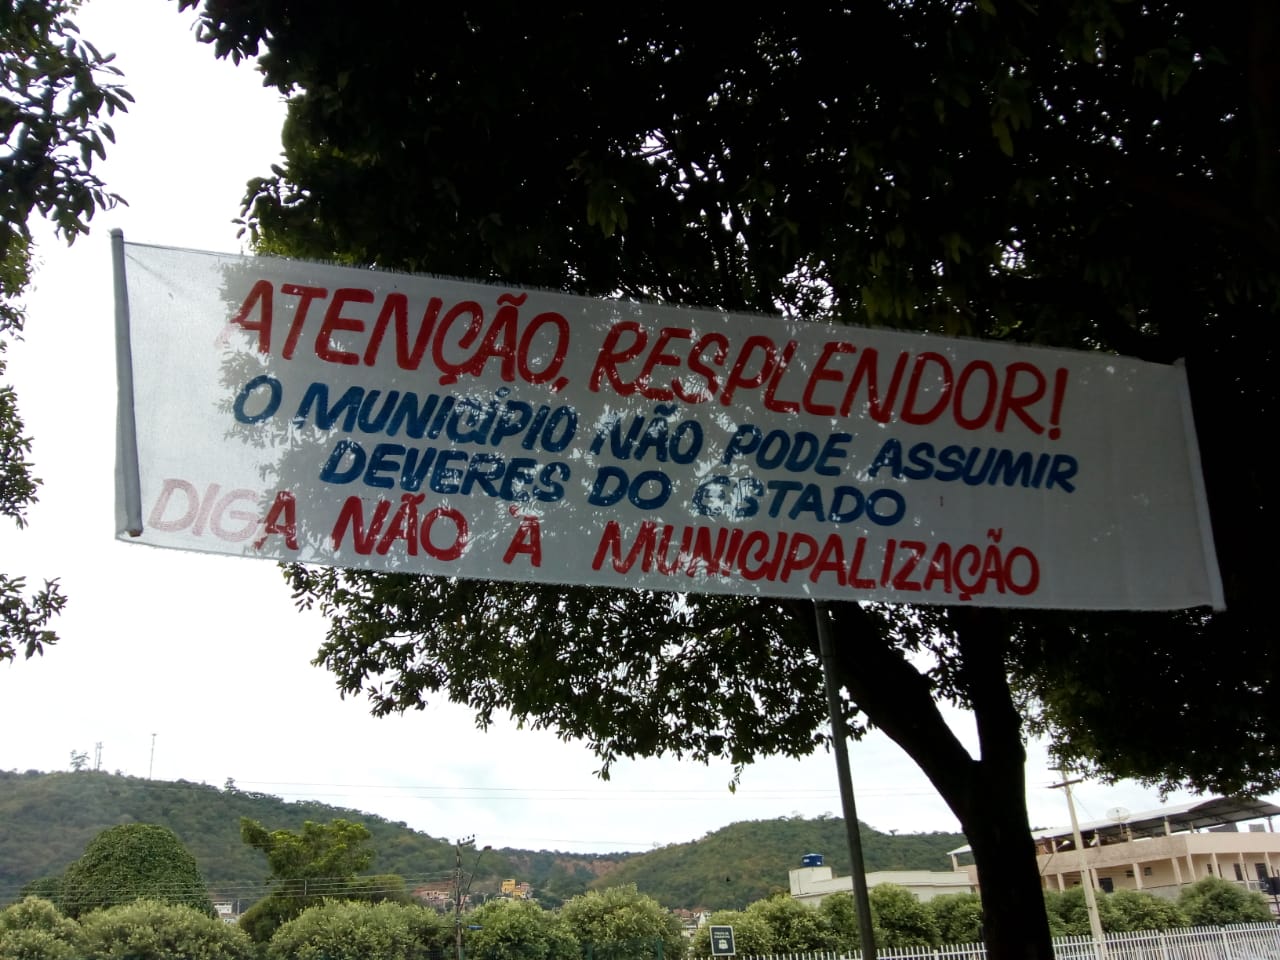 ATENÇÃO, RESPLENDOR!
O MUNICÍPIO NÃO PODE ASSUMIR
DEVERES DO ESTADO
DIGA NÃO À MUNICIPALIZAÇÃO